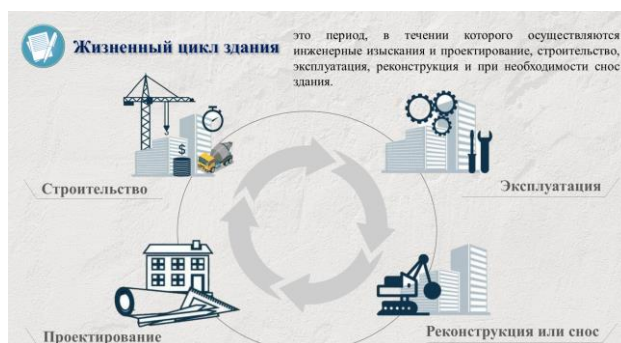 Жизненный цикл здания
это период, в течении которого осуществляются
инженерные изыскания и проектирование, строительство,
эксплуатация, реконструкция и при необходимости снос
здания.
$
Строительство
Эксплуатация
Проектирование
Реконструкция или снос